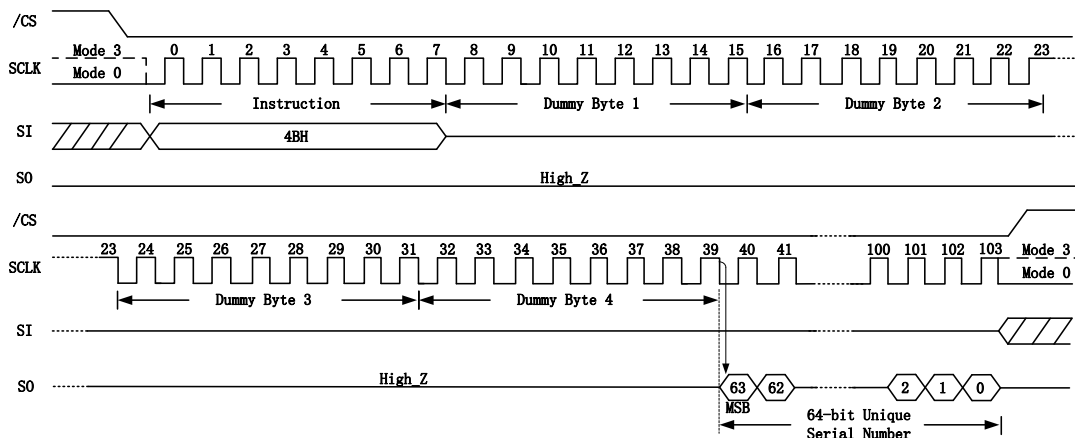 /CS
Mode 3 0 1 2 3 4 5 6 7 8 9 10 11 12 13 14 15 16 17 18 19 20 21 22 23
SCLK
Mode 0
Instruction Dummy Byte 1 Dummy Byte 2
SI
4BH
SO
High_Z
/CS
23 24 25 26 27 28 29 30 31 32 33 34 35 36 37 38 39 40 41 100 101 102 103 Mode 3
SCLK
Mode 0
Dummy Byte 3 Dummy Byte 4
SI
High_Z
SO
63 62 2 1 0
MSB
64-bit Unique
Serial Number